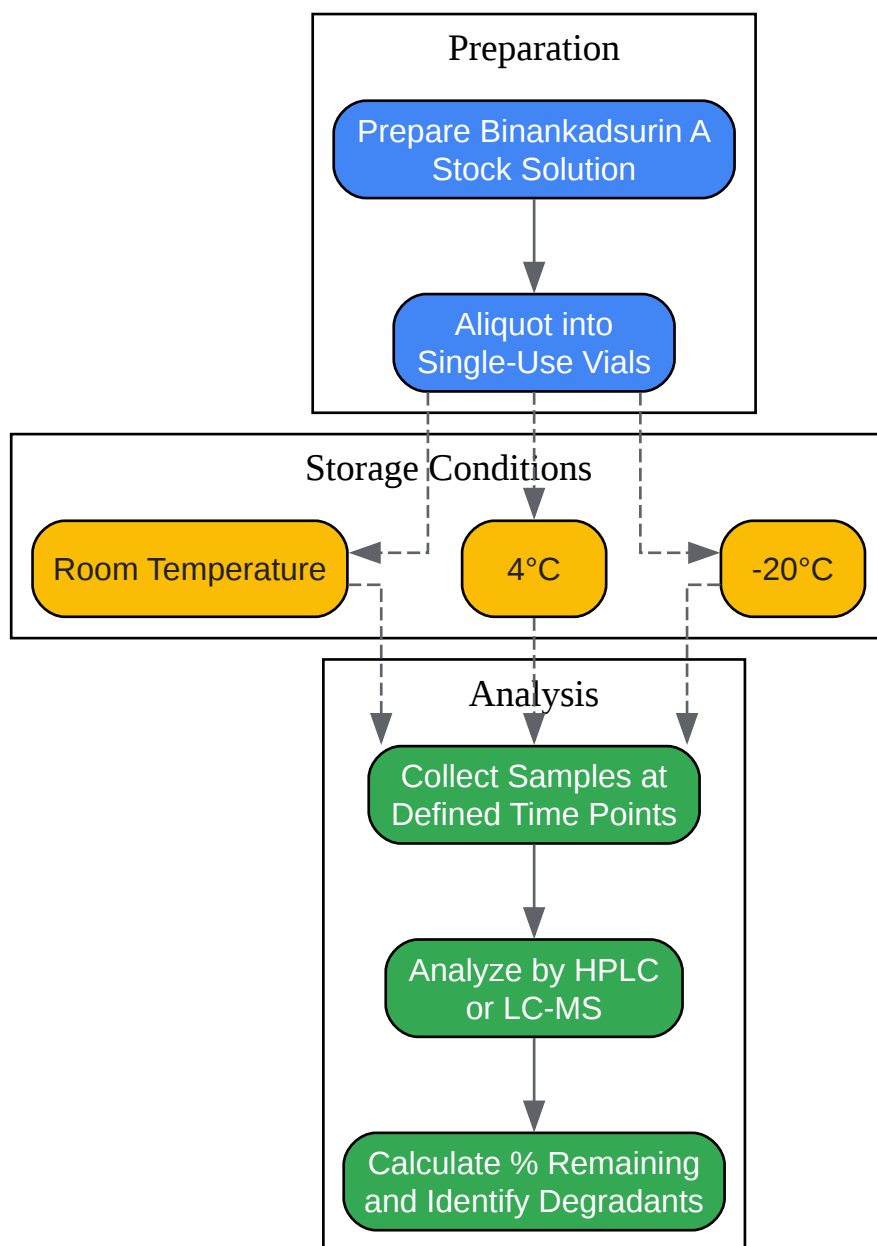 Preparation
Prepare Binankadsurin A
Stock Solution
Aliquot into
Single-Use Vials
Storage Conditions
Room Temperature
4°C
-20°C
Analysis
Collect Samples at
Defined Time Points
Analyze by HPLC
or LC-MS
Calculate % Remaining
and Identify Degradants